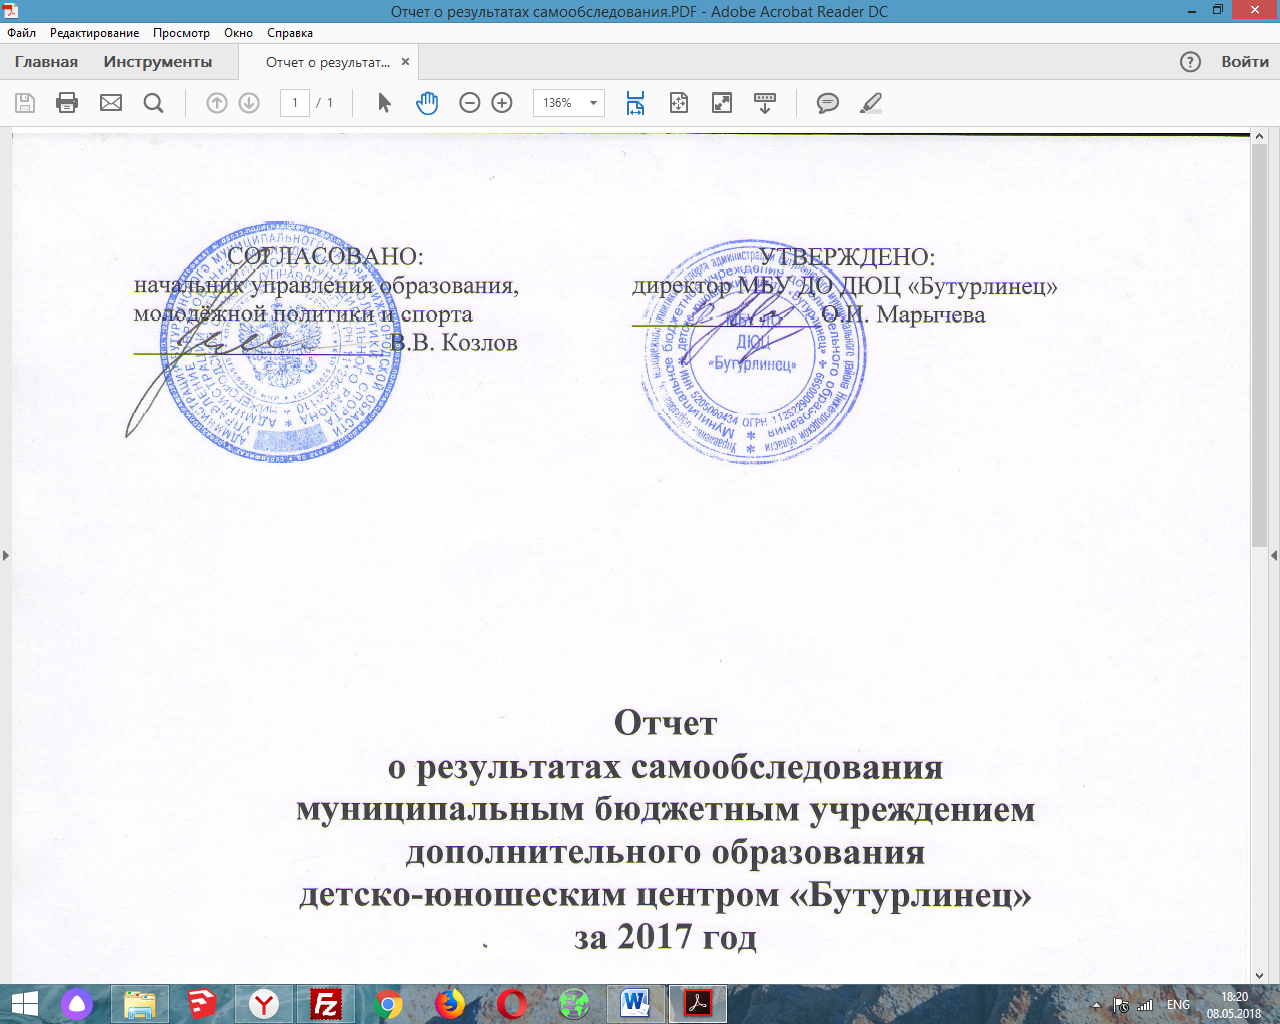 Отчет о результатах самообследования.PDF - Adobe Acrobat Reader DC
Файл Редактирование Просмотр Окно Справка
Главная Инструменты Отчет о результат... × Войти
1 / 1 136%
СОГЛАСОВАНО:
начальник управления образования,
молодёжной политики и спорта
В.В. Козлов
УТВЕРЖДЕНО:
директор МБУ ДО ДЮЦ «Бутурлинец»
О.И. Марычева
МБУ ДО
ДЮЦ
«Бутурлинец»
Отчет
о результатах самообследования
муниципальным бюджетным учреждением
дополнительного образования
детско-юношеским центром «Бутурлинец»
за 2017 год
ENG
18:20
08.05.2018